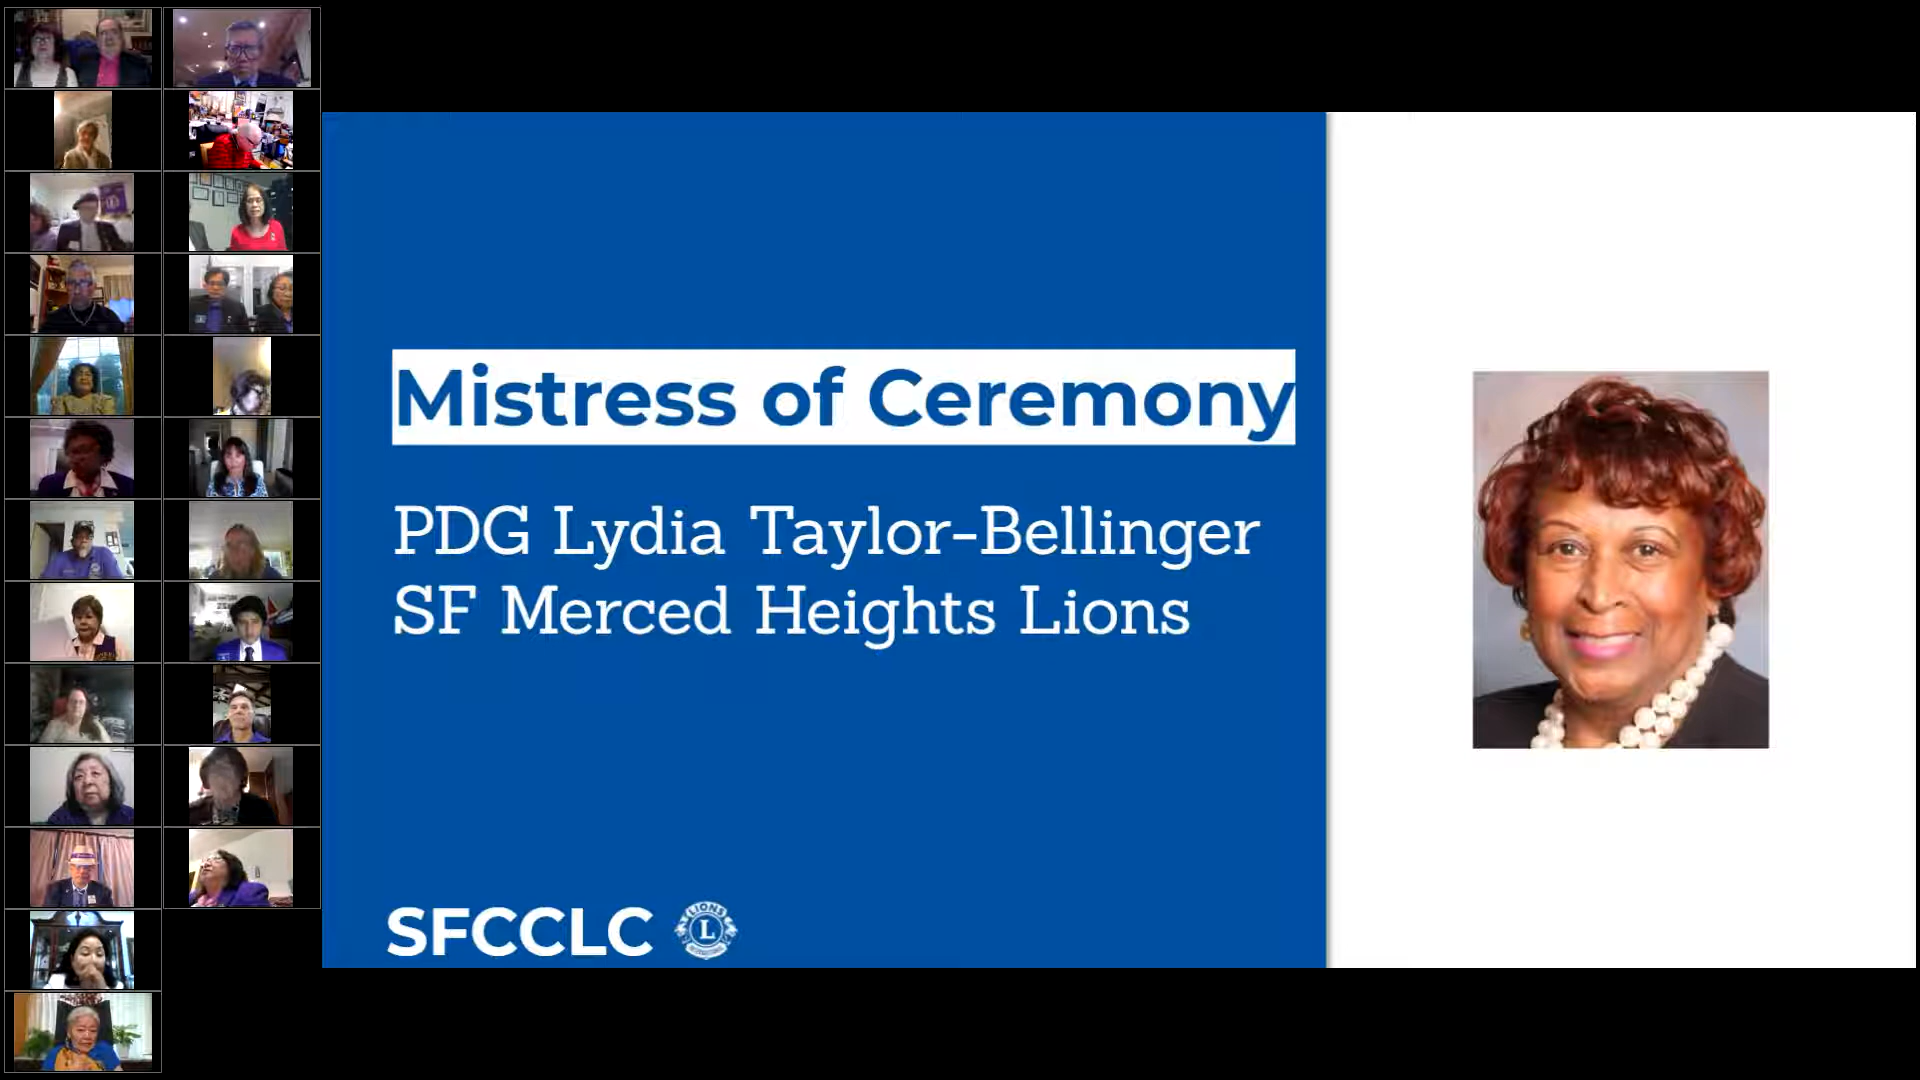 Mistress of Ceremony
PDG Lydia Taylor-Bellinger
SF Merced Heights Lions
SFCCLC
LIONS
L